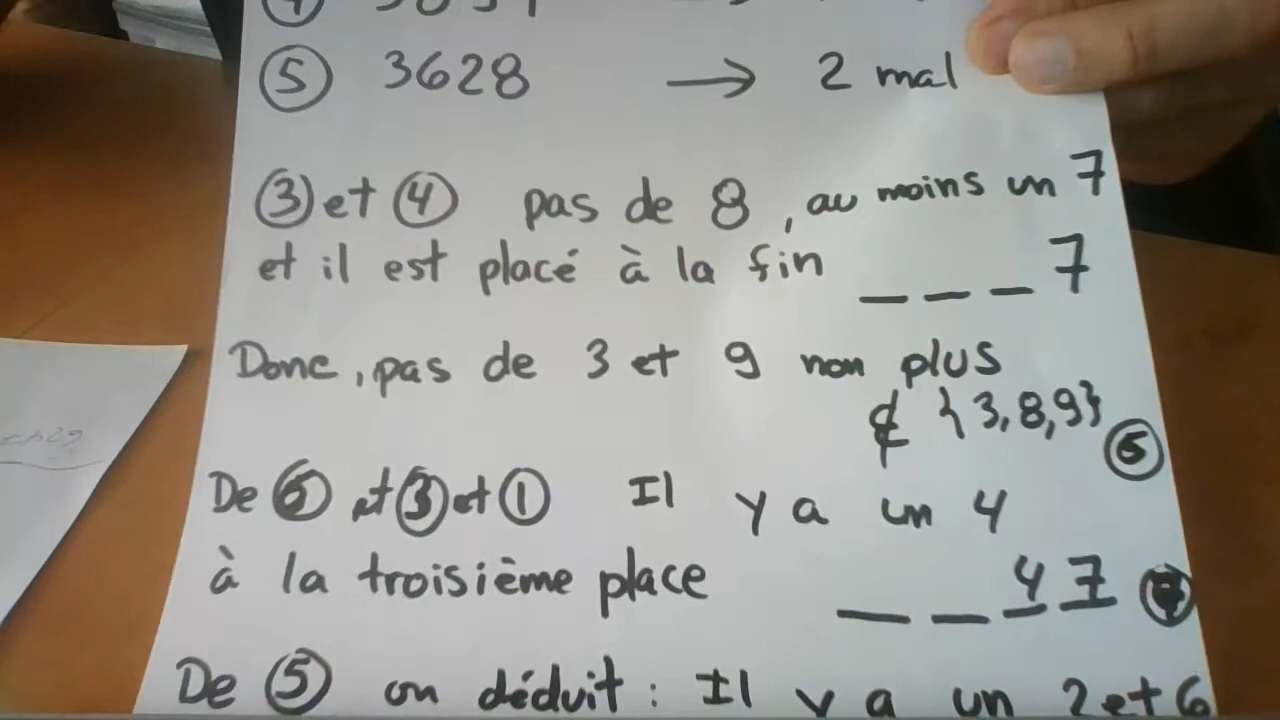 ⑤ 3628 → 2 mal
③ et ④ pas de 8, au moins un 7
et il est placé à la fin _ _ _ 7
Donc, pas de 3 et 9 non plus
∉ {3,8,9} ⑥
De ⑥ et ③ et ① Il y a un 4
à la troisième place _ _ 4 7
De ⑤ on déduit : Il y a un 2 et 6